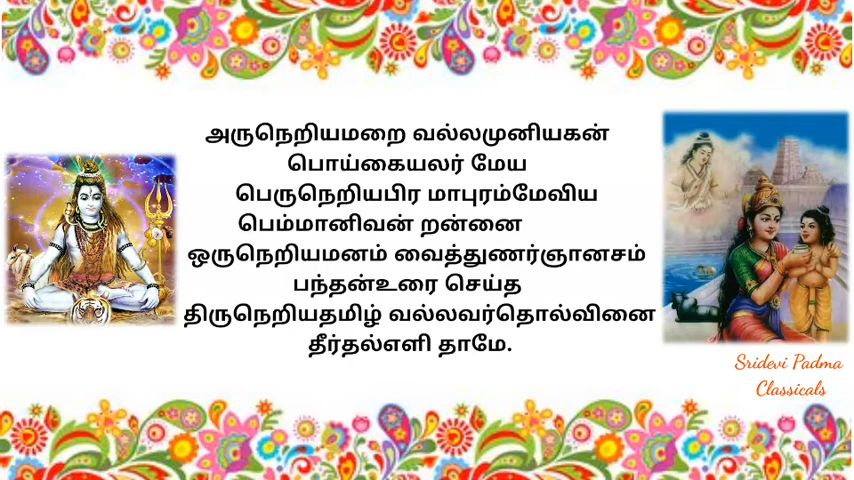 அருநெறியமறை வல்லமுனியகன்
பொய்கையலர் மேய
பெருநெறியபிர மாபுரம்மேவிய
பெம்மானிவன் றன்னை
ஒருநெறியமனம் வைத்துணர்ஞானசம்
பந்தன்உரை செய்த
திருநெறியதமிழ் வல்லவர்தொல்வினை
தீர்தல்எளி தாமே.
Sridevi Padma
Classicals